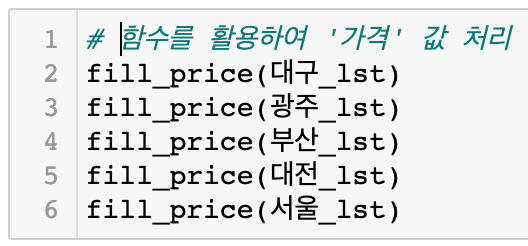 1 # 함수를 활용하여 '가격' 값 처리
2 fill_price(대구_lst)
3 fill_price(광주_lst)
4 fill_price(부산_lst)
5 fill_price(대전_lst)
6 fill_price(서울_lst)